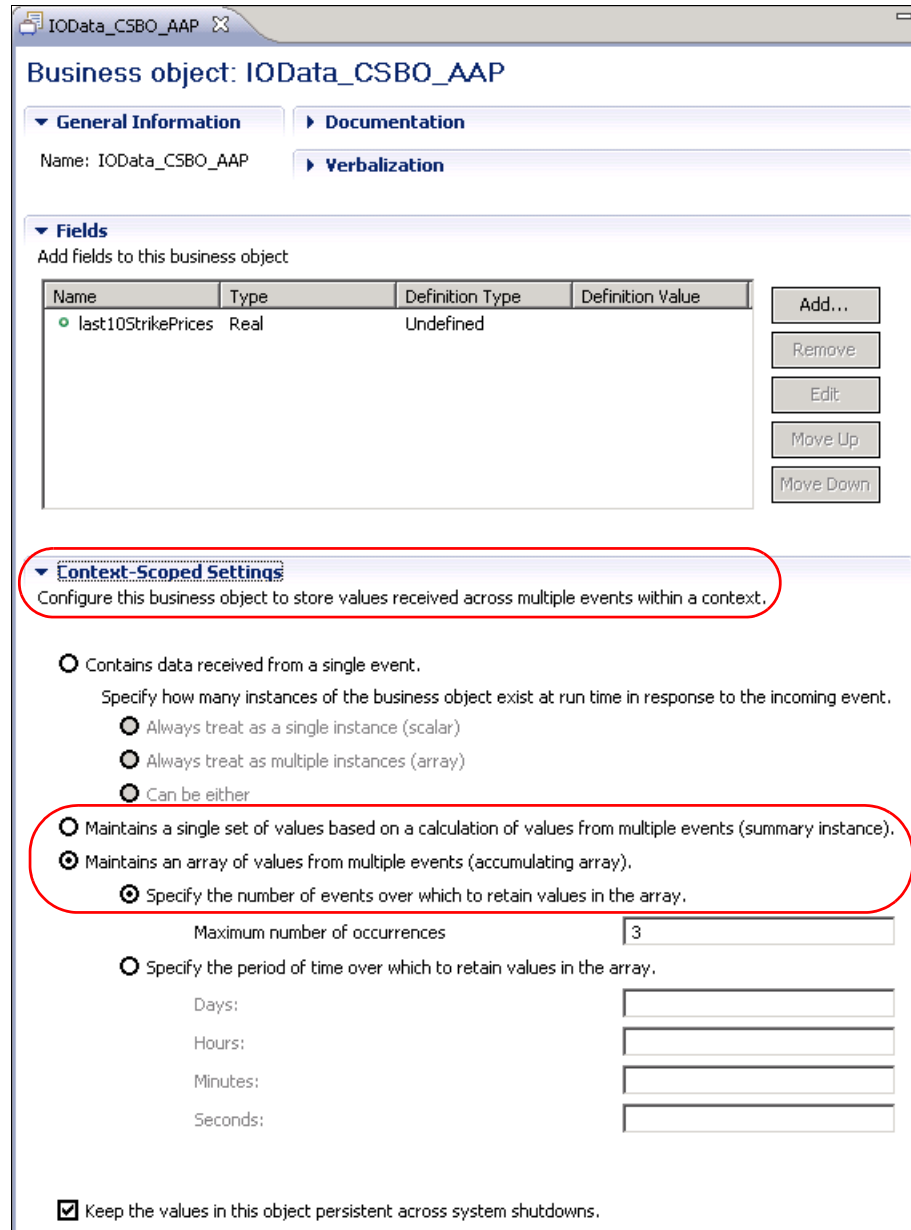 IOData_CSBO_AAP
Business object: IOData_CSBO_AAP
General Information
Documentation
Name: IOData_CSBO_AAP
Verbalization
Fields
Add fields to this business object
Name Type Definition Type Definition Value
last10StrikePrices Real Undefined
Add...
Remove
Edit
Move Up
Move Down
Context-Scoped Settings
Configure this business object to store values received across multiple events within a context.
Contains data received from a single event.
Specify how many instances of the business object exist at run time in response to the incoming event.
Always treat as a single instance (scalar)
Always treat as multiple instances (array)
Can be either
Maintains a single set of values based on a calculation of values from multiple events (summary instance).
Maintains an array of values from multiple events (accumulating array).
Specify the number of events over which to retain values in the array.
Maximum number of occurrences 3
Specify the period of time over which to retain values in the array.
Days:
Hours:
Minutes:
Seconds:
Keep the values in this object persistent across system shutdowns.